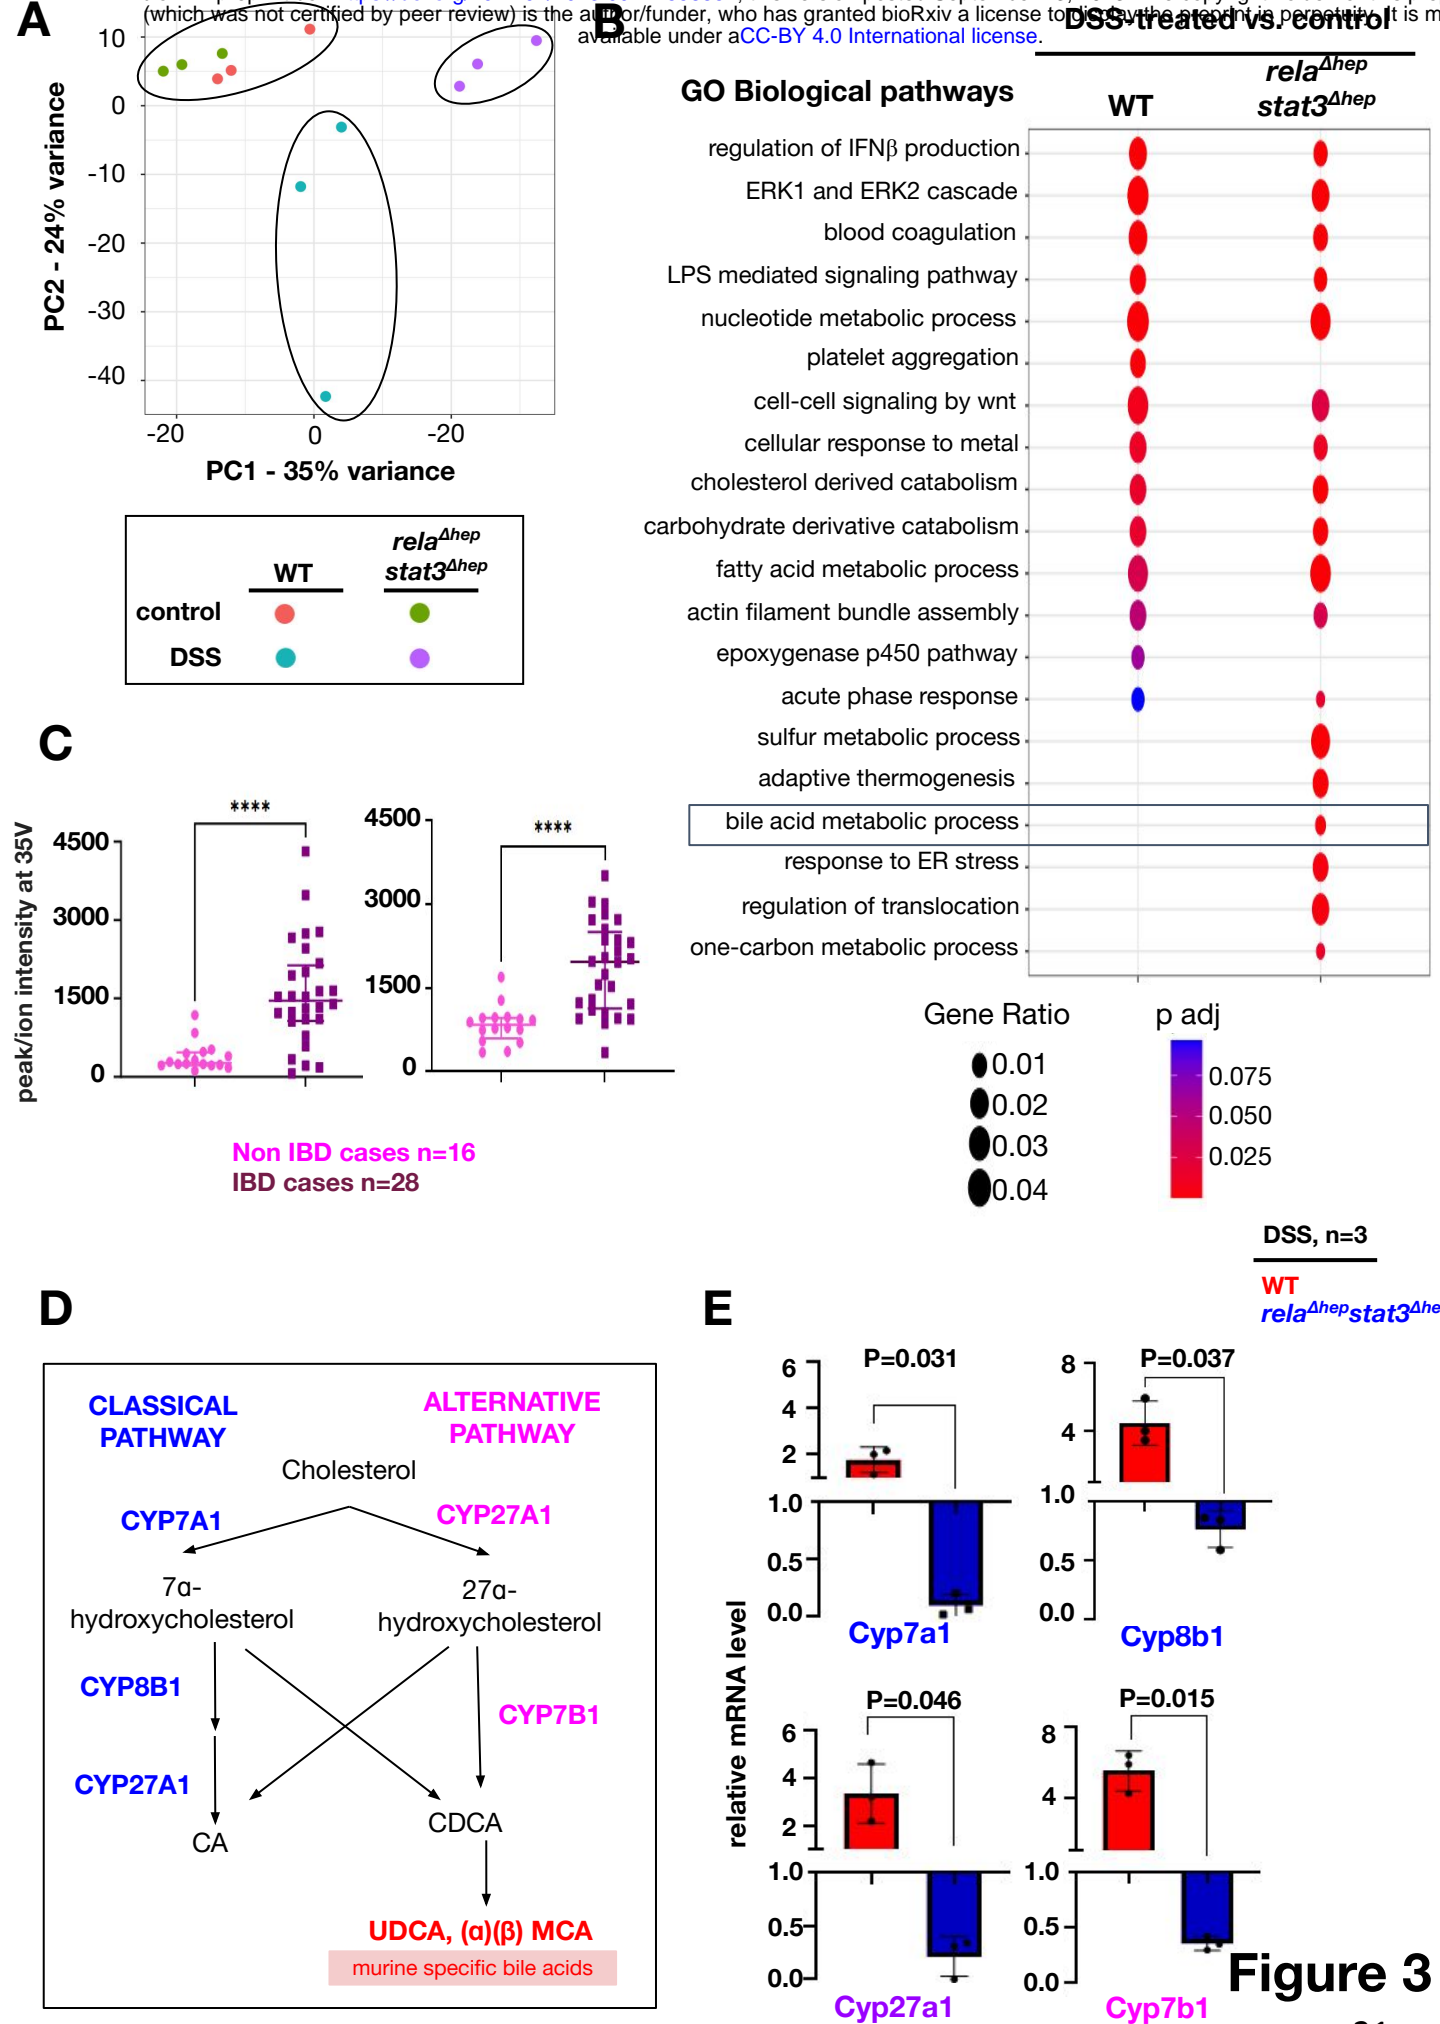 (which was not certified by peer review) is the author/funder, who has granted bioRxiv a license to display the preprint in perpetuity. It is m
available under aCC-BY 4.0 International license.
A
10
0
-10
-20
-30
-40
PC2 - 24% variance
-20
0
-20
PC1 - 35% variance
WT
rela^Δhep
stat3^Δhep
control
DSS
B
DSS-treated vs. control
GO Biological pathways
WT
rela^Δhep
stat3^Δhep
regulation of IFNβ production
ERK1 and ERK2 cascade
blood coagulation
LPS mediated signaling pathway
nucleotide metabolic process
platelet aggregation
cell-cell signaling by wnt
cellular response to metal
cholesterol derived catabolism
carbohydrate derivative catabolism
fatty acid metabolic process
actin filament bundle assembly
epoxygenase p450 pathway
acute phase response
sulfur metabolic process
adaptive thermogenesis
bile acid metabolic process
response to ER stress
regulation of translocation
one-carbon metabolic process
Gene Ratio
0.01
0.02
0.03
0.04
p adj
0.075
0.050
0.025
C
peak/ion intensity at 35V
4500
3000
1500
0
****
4500
3000
1500
0
****
Non IBD cases n=16
IBD cases n=28
D
CLASSICAL
PATHWAY
ALTERNATIVE
PATHWAY
Cholesterol
CYP7A1
CYP27A1
7α-
hydroxycholesterol
27α-
hydroxycholesterol
CYP8B1
CYP7B1
CYP27A1
CA
CDCA
UDCA, (α)(β) MCA
murine specific bile acids
E
DSS, n=3
WT
rela^Δhep stat3^Δhe
relative mRNA level
P=0.031
6
4
2
1.0
0.5
0.0
Cyp7a1
P=0.037
8
4
1.0
0.5
0.0
Cyp8b1
P=0.046
6
4
2
1.0
0.5
0.0
Cyp27a1
P=0.015
8
4
1.0
0.5
0.0
Cyp7b1
Figure 3